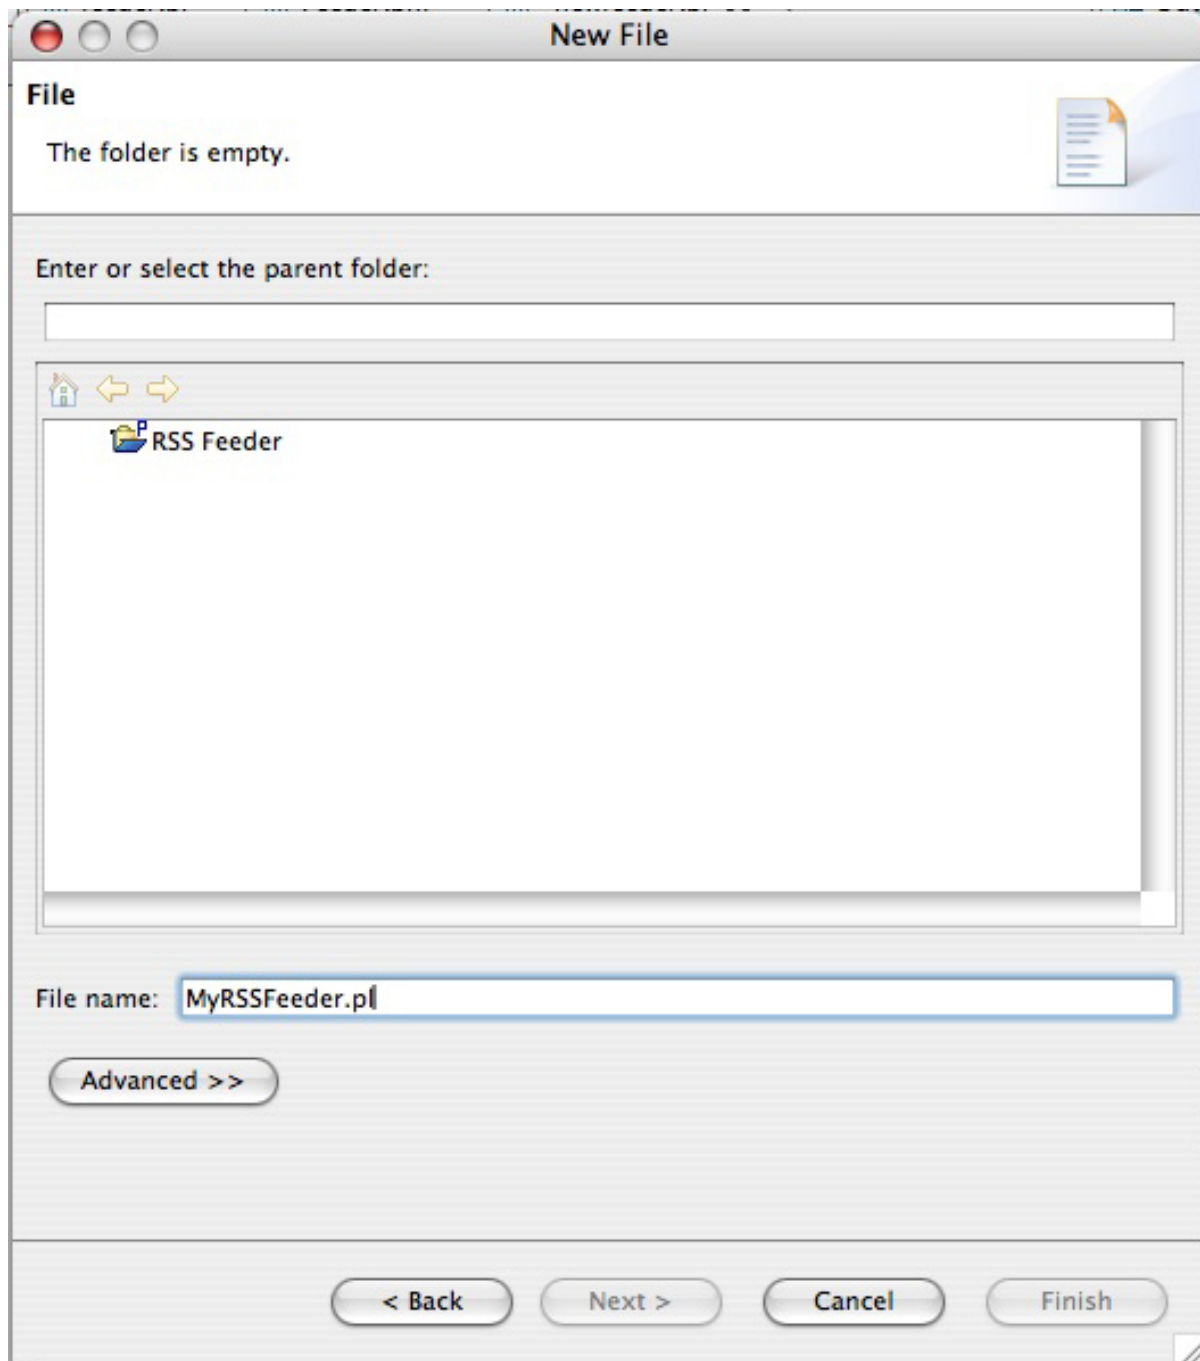 New File
File
The folder is empty.
Enter or select the parent folder:
RSS Feeder
File name: MyRSSFeeder.pl
Advanced >>
< Back Next > Cancel Finish